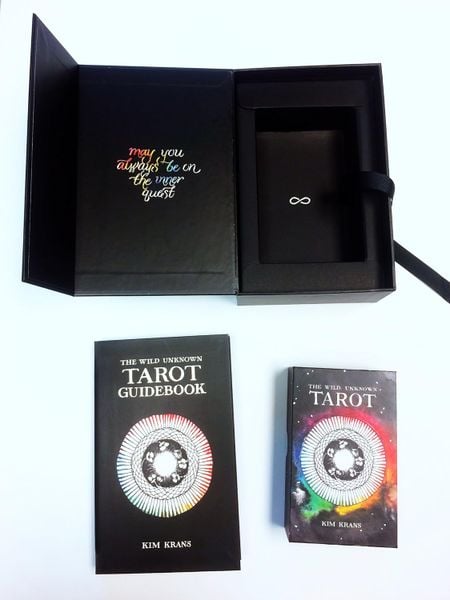 may you
always be on
the inner
quest
THE WILD UNKNOWN
TAROT
GUIDEBOOK
KIM KRANS
THE WILD UNKNOWN
TAROT
KIM KRANS